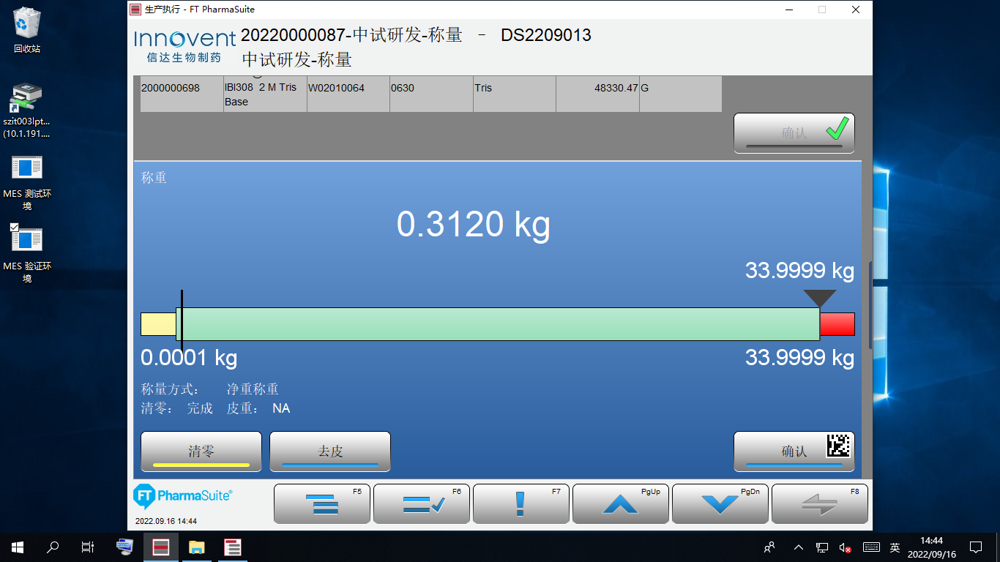 回收站
szit003lpt...
(10.1.191....
MES 测试环
境
MES 验证环
境
生产执行 - FT PharmaSuite
Innovent
信达生物制药
20220000087-中试研发-称量 - DS2209013
中试研发-称量
2000000698 IBI308 2 M Tris W02010064 0630 Tris 48330.47 G
Base
确认
称重
0.3120 kg
33.9999 kg
0.0001 kg 33.9999 kg
称量方式: 净重称重
清零: 完成 皮重: NA
清零 去皮 确认
FT PharmaSuite®
F5 F6 F7 PgUp PgDn F8
2022.09.16 14:44
英
14:44
2022/09/16